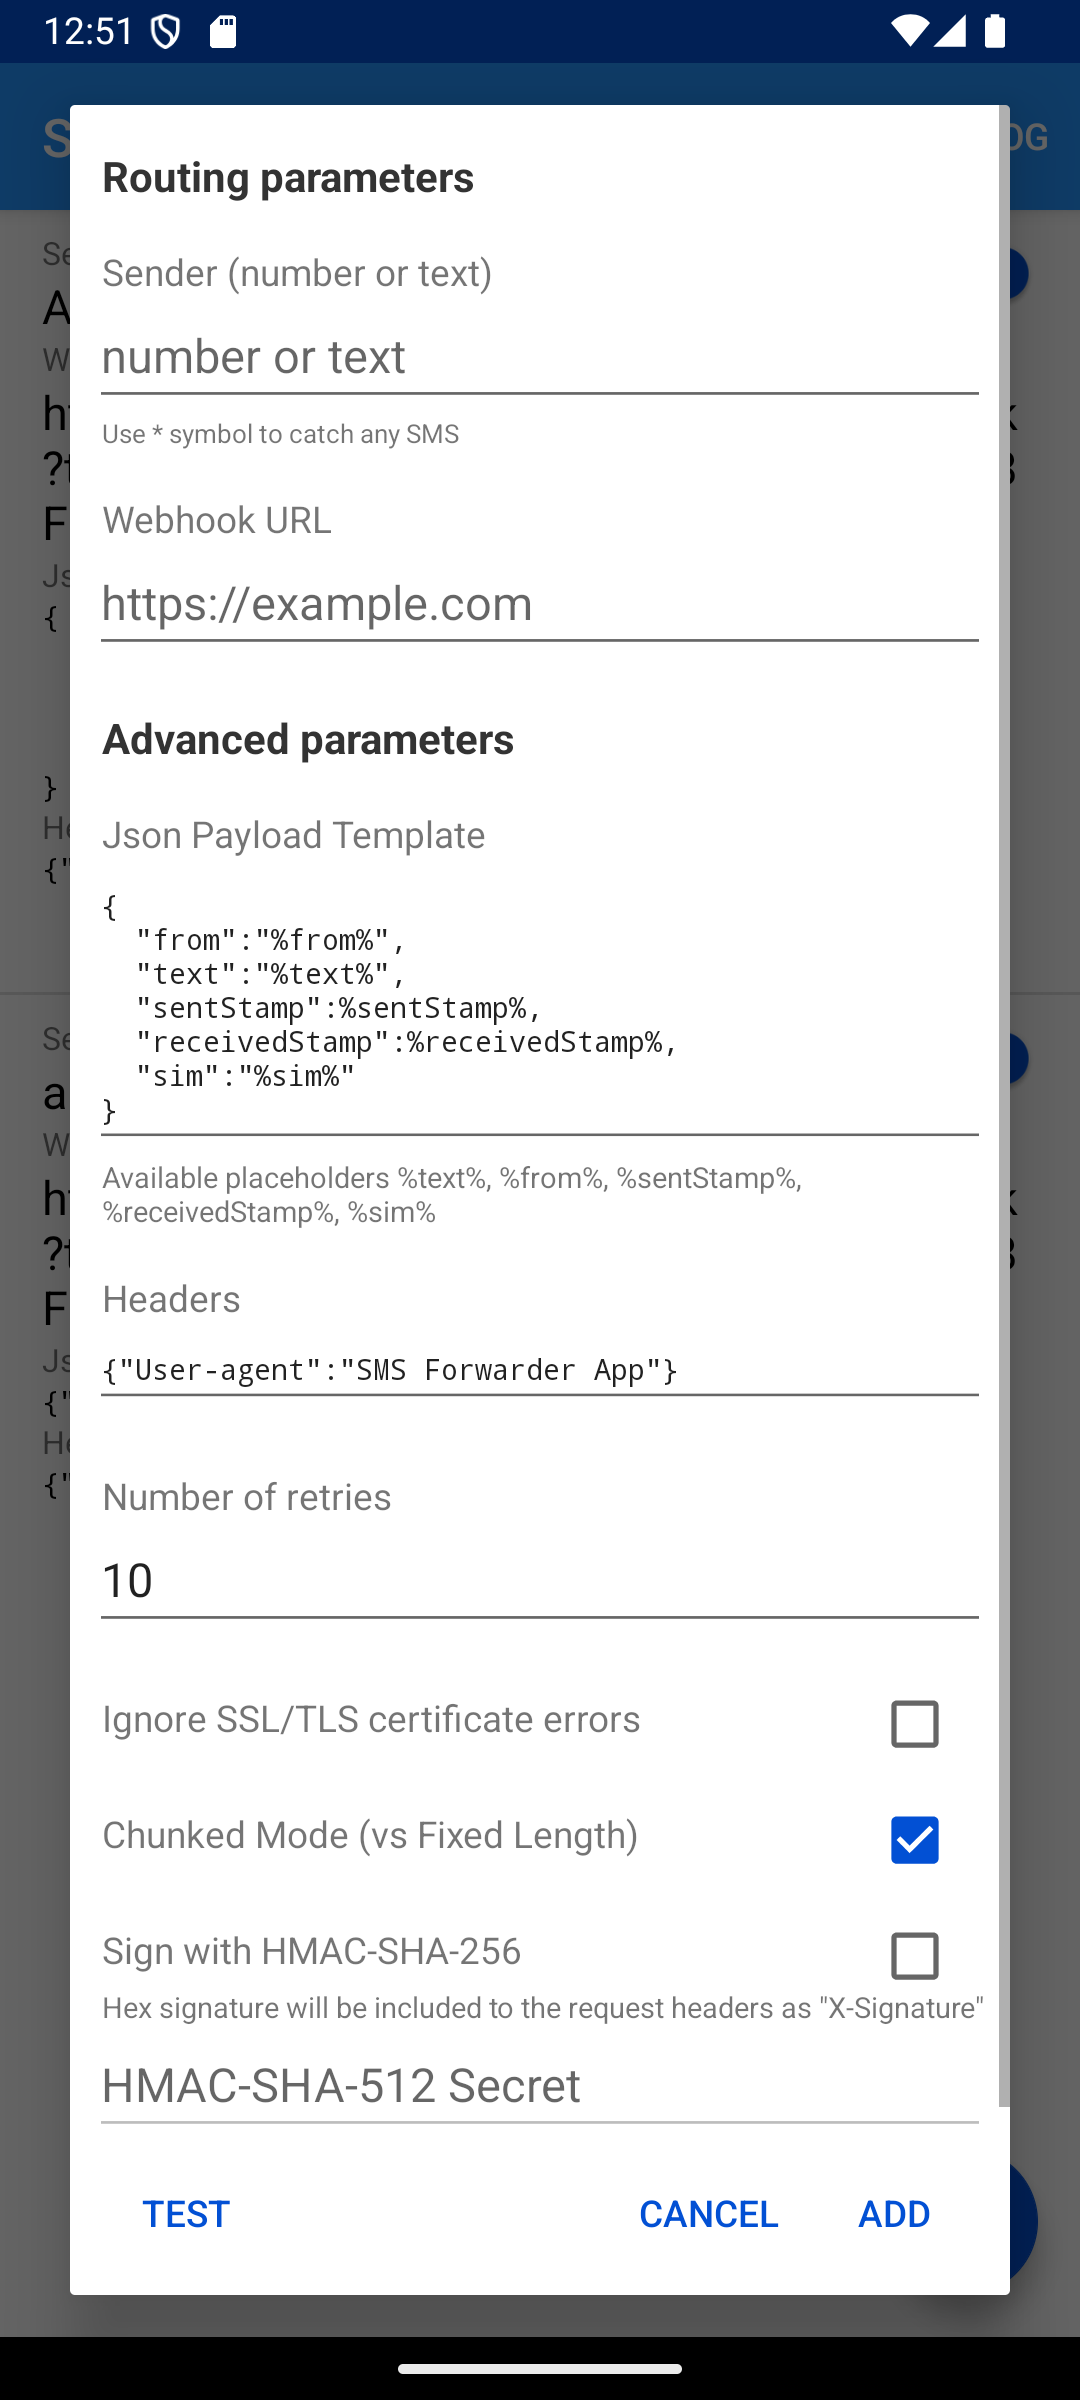 12:51
Routing parameters
Sender (number or text)
number or text
Use * symbol to catch any SMS
Webhook URL
https://example.com
Advanced parameters
Json Payload Template
{
  "from":"%from%",
  "text":"%text%",
  "sentStamp":%sentStamp%,
  "receivedStamp":%receivedStamp%,
  "sim":"%sim%"
}
Available placeholders %text%, %from%, %sentStamp%,
%receivedStamp%, %sim%
Headers
{"User-agent":"SMS Forwarder App"}
Number of retries
10
Ignore SSL/TLS certificate errors
Chunked Mode (vs Fixed Length)
Sign with HMAC-SHA-256
Hex signature will be included to the request headers as "X-Signature"
HMAC-SHA-512 Secret
TEST CANCEL ADD